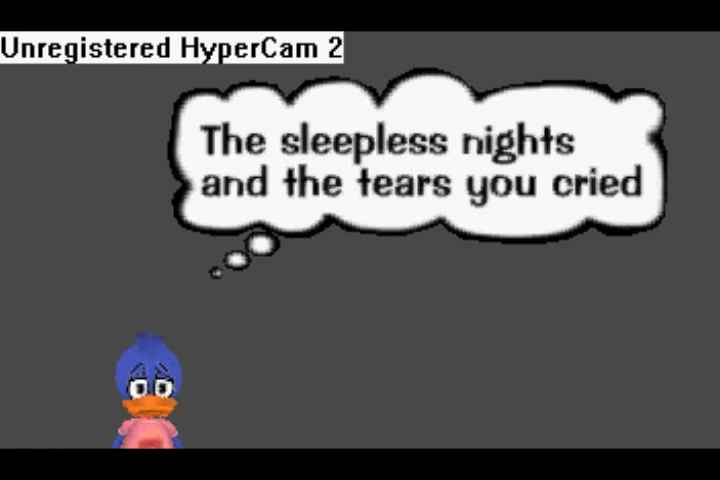 Unregistered HyperCam 2
The sleepless nights
and the tears you cried